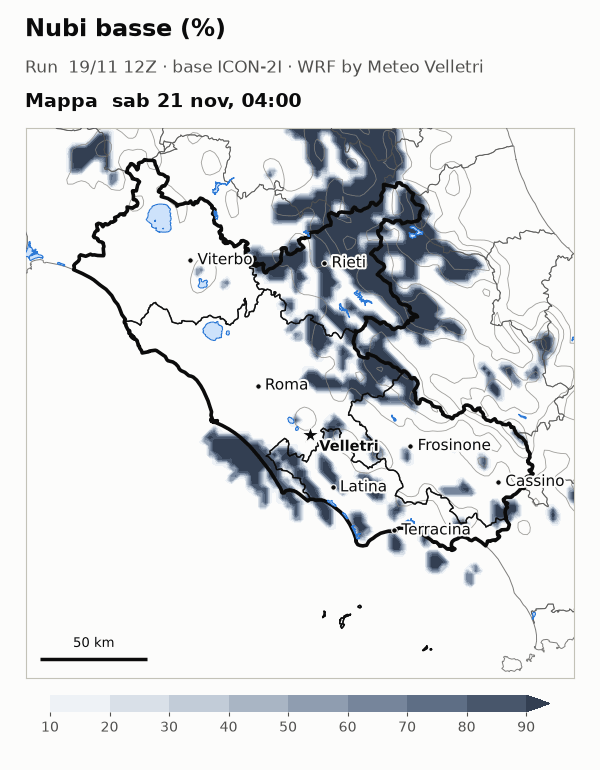 Nubi basse (%)
Run  19/11 12Z · base ICON-2I · WRF by Meteo Velletri
Mappa  sab 21 nov, 04:00
Viterbo
Rieti
Roma
Velletri
Frosinone
Latina
Cassino
Terracina
50 km
10 20 30 40 50 60 70 80 90